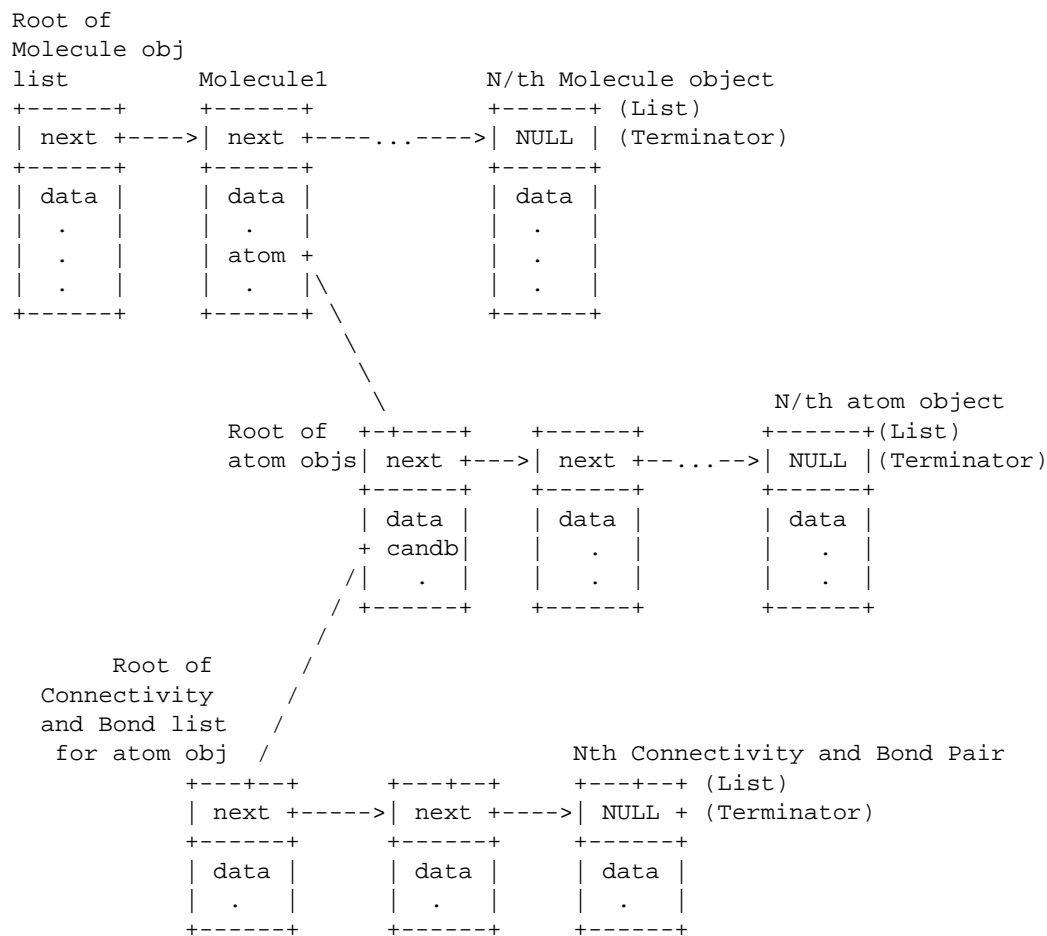 Root of
Molecule obj
list Molecule1 N/th Molecule object
+------+ +------+ +------+ (List)
| next +---->| next +----...---->| NULL | (Terminator)
+------+ +------+ +------+
| data | | data | | data |
| . | | . | | . |
| . | | atom + | . |
| . | | . |\ | . |
+------+ +------+ \ +------+
\
\
\ N/th atom object
Root of +-+----+ +------+ +------+(List)
atom objs| next +--->| next +--...-->| NULL |(Terminator)
+------+ +------+ +------+
| data | | data | | data |
+ candb| | . | | . |
/| . | | . | | . |
/ +------+ +------+ +------+
/
Root of /
Connectivity /
and Bond list /
for atom obj / Nth Connectivity and Bond Pair
+---+--+ +---+--+ +---+--+ (List)
| next +----->| next +---->| NULL + (Terminator)
+------+ +------+ +------+
| data | | data | | data |
| . | | . | | . |
+------+ +------+ +------+